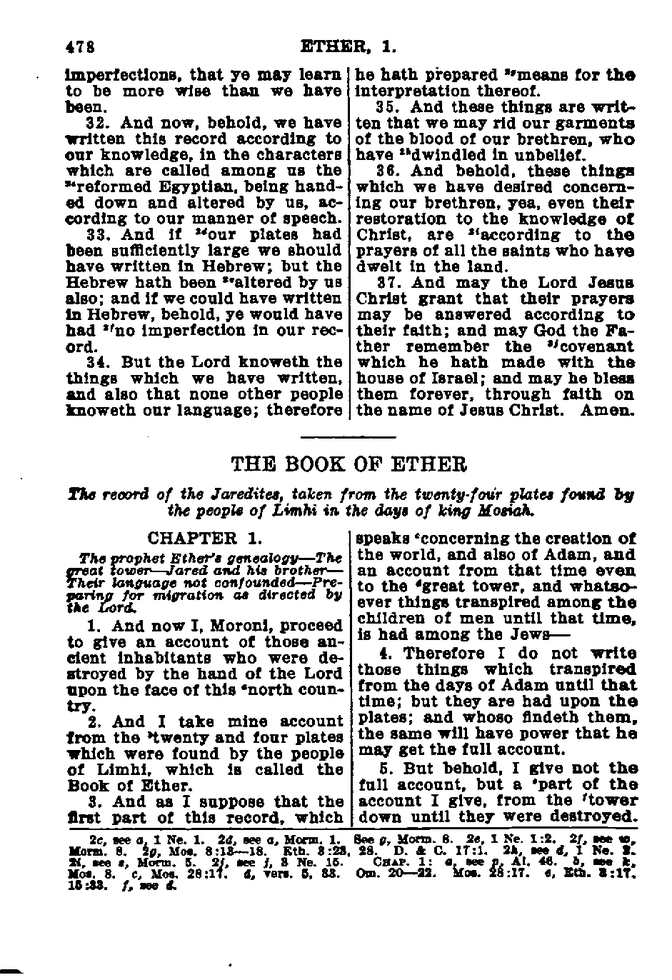 478
ETHER, 1.
imperfections, that ye may learn
to be more wise than we have
been.
32. And now, behold, we have
written this record according to
our knowledge, in the characters
which are called among us the
2dreformed Egyptian, being hand-
ed down and altered by us, ac-
cording to our manner of speech.
33. And if 2dour plates had
been sufficiently large we should
have written in Hebrew; but the
Hebrew hath been 2ealtered by us
also; and if we could have written
in Hebrew, behold, ye would have
had 2fno imperfection in our rec-
ord.
34. But the Lord knoweth the
things which we have written,
and also that none other people
knoweth our language; therefore
he hath prepared 2gmeans for the
interpretation thereof.
35. And these things are writ-
ten that we may rid our garments
of the blood of our brethren, who
have 2hdwindled in unbelief.
36. And behold, these things
which we have desired concern-
ing our brethren, yea, even their
restoration to the knowledge of
Christ, are 2iaccording to the
prayers of all the saints who have
dwelt in the land.
37. And may the Lord Jesus
Christ grant that their prayers
may be answered according to
their faith; and may God the Fa-
ther remember the 2jcovenant
which he hath made with the
house of Israel; and may he bless
them forever, through faith on
the name of Jesus Christ. Amen.
THE BOOK OF ETHER
The record of the Jaredites, taken from the twenty-four plates found by
the people of Limhi in the days of king Mosiah.
CHAPTER 1.
The prophet Ether's genealogy—The
great tower—Jared and his brother—
Their language not confounded—Pre-
paring for migration as directed by
the Lord.
1. And now I, Moroni, proceed
to give an account of those an-
cient inhabitants who were de-
stroyed by the hand of the Lord
upon the face of this anorth coun-
try.
2. And I take mine account
from the btwenty and four plates
which were found by the people
of Limhi, which is called the
Book of Ether.
3. And as I suppose that the
first part of this record, which
speaks cconcerning the creation of
the world, and also of Adam, and
an account from that time even
to the dgreat tower, and whatso-
ever things transpired among the
children of men until that time,
is had among the Jews—
4. Therefore I do not write
those things which transpired
from the days of Adam until that
time; but they are had upon the
plates; and whoso findeth them,
the same will have power that he
may get the full account.
5. But behold, I give not the
full account, but a epart of the
account I give, from the ftower
down until they were destroyed.
2c, see a, 1 Ne. 1. 2d, see a, Morm. 1. See g, Morm. 8. 2e, 1 Ne. 1:2. 2f, see w,
Morm. 8. 2g, Mos. 8:13—18. Eth. 3:23, 28. D. & C. 17:1. 2h, see d, 1 Ne. 2.
2i, see s, Morm. 5. 2j, see j, 3 Ne. 15. CHAP. 1: a, see p, Al. 46. b, see k,
Mos. 8. c, Mos. 28:17. d, vers. 5, 33. Om. 20—22. Mos. 28:17. e, Eth. 3:17,
15:33. f, see d.